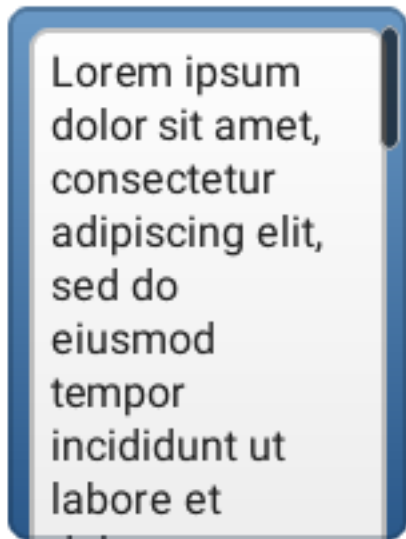 Lorem ipsum
dolor sit amet,
consectetur
adipiscing elit,
sed do
eiusmod
tempor
incididunt ut
labore et